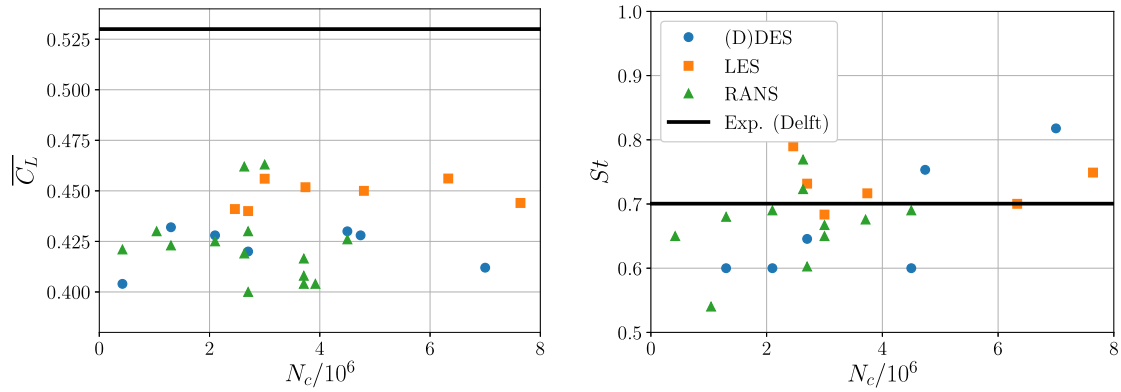 0.525
0.500
0.475
0.450
0.425
0.400
$\overline{C_L}$
0 2 4 6 8
$N_c/10^6$
1.0
0.9
0.8
0.7
0.6
0.5
St
(D)DES
LES
RANS
Exp. (Delft)
0 2 4 6 8
$N_c/10^6$